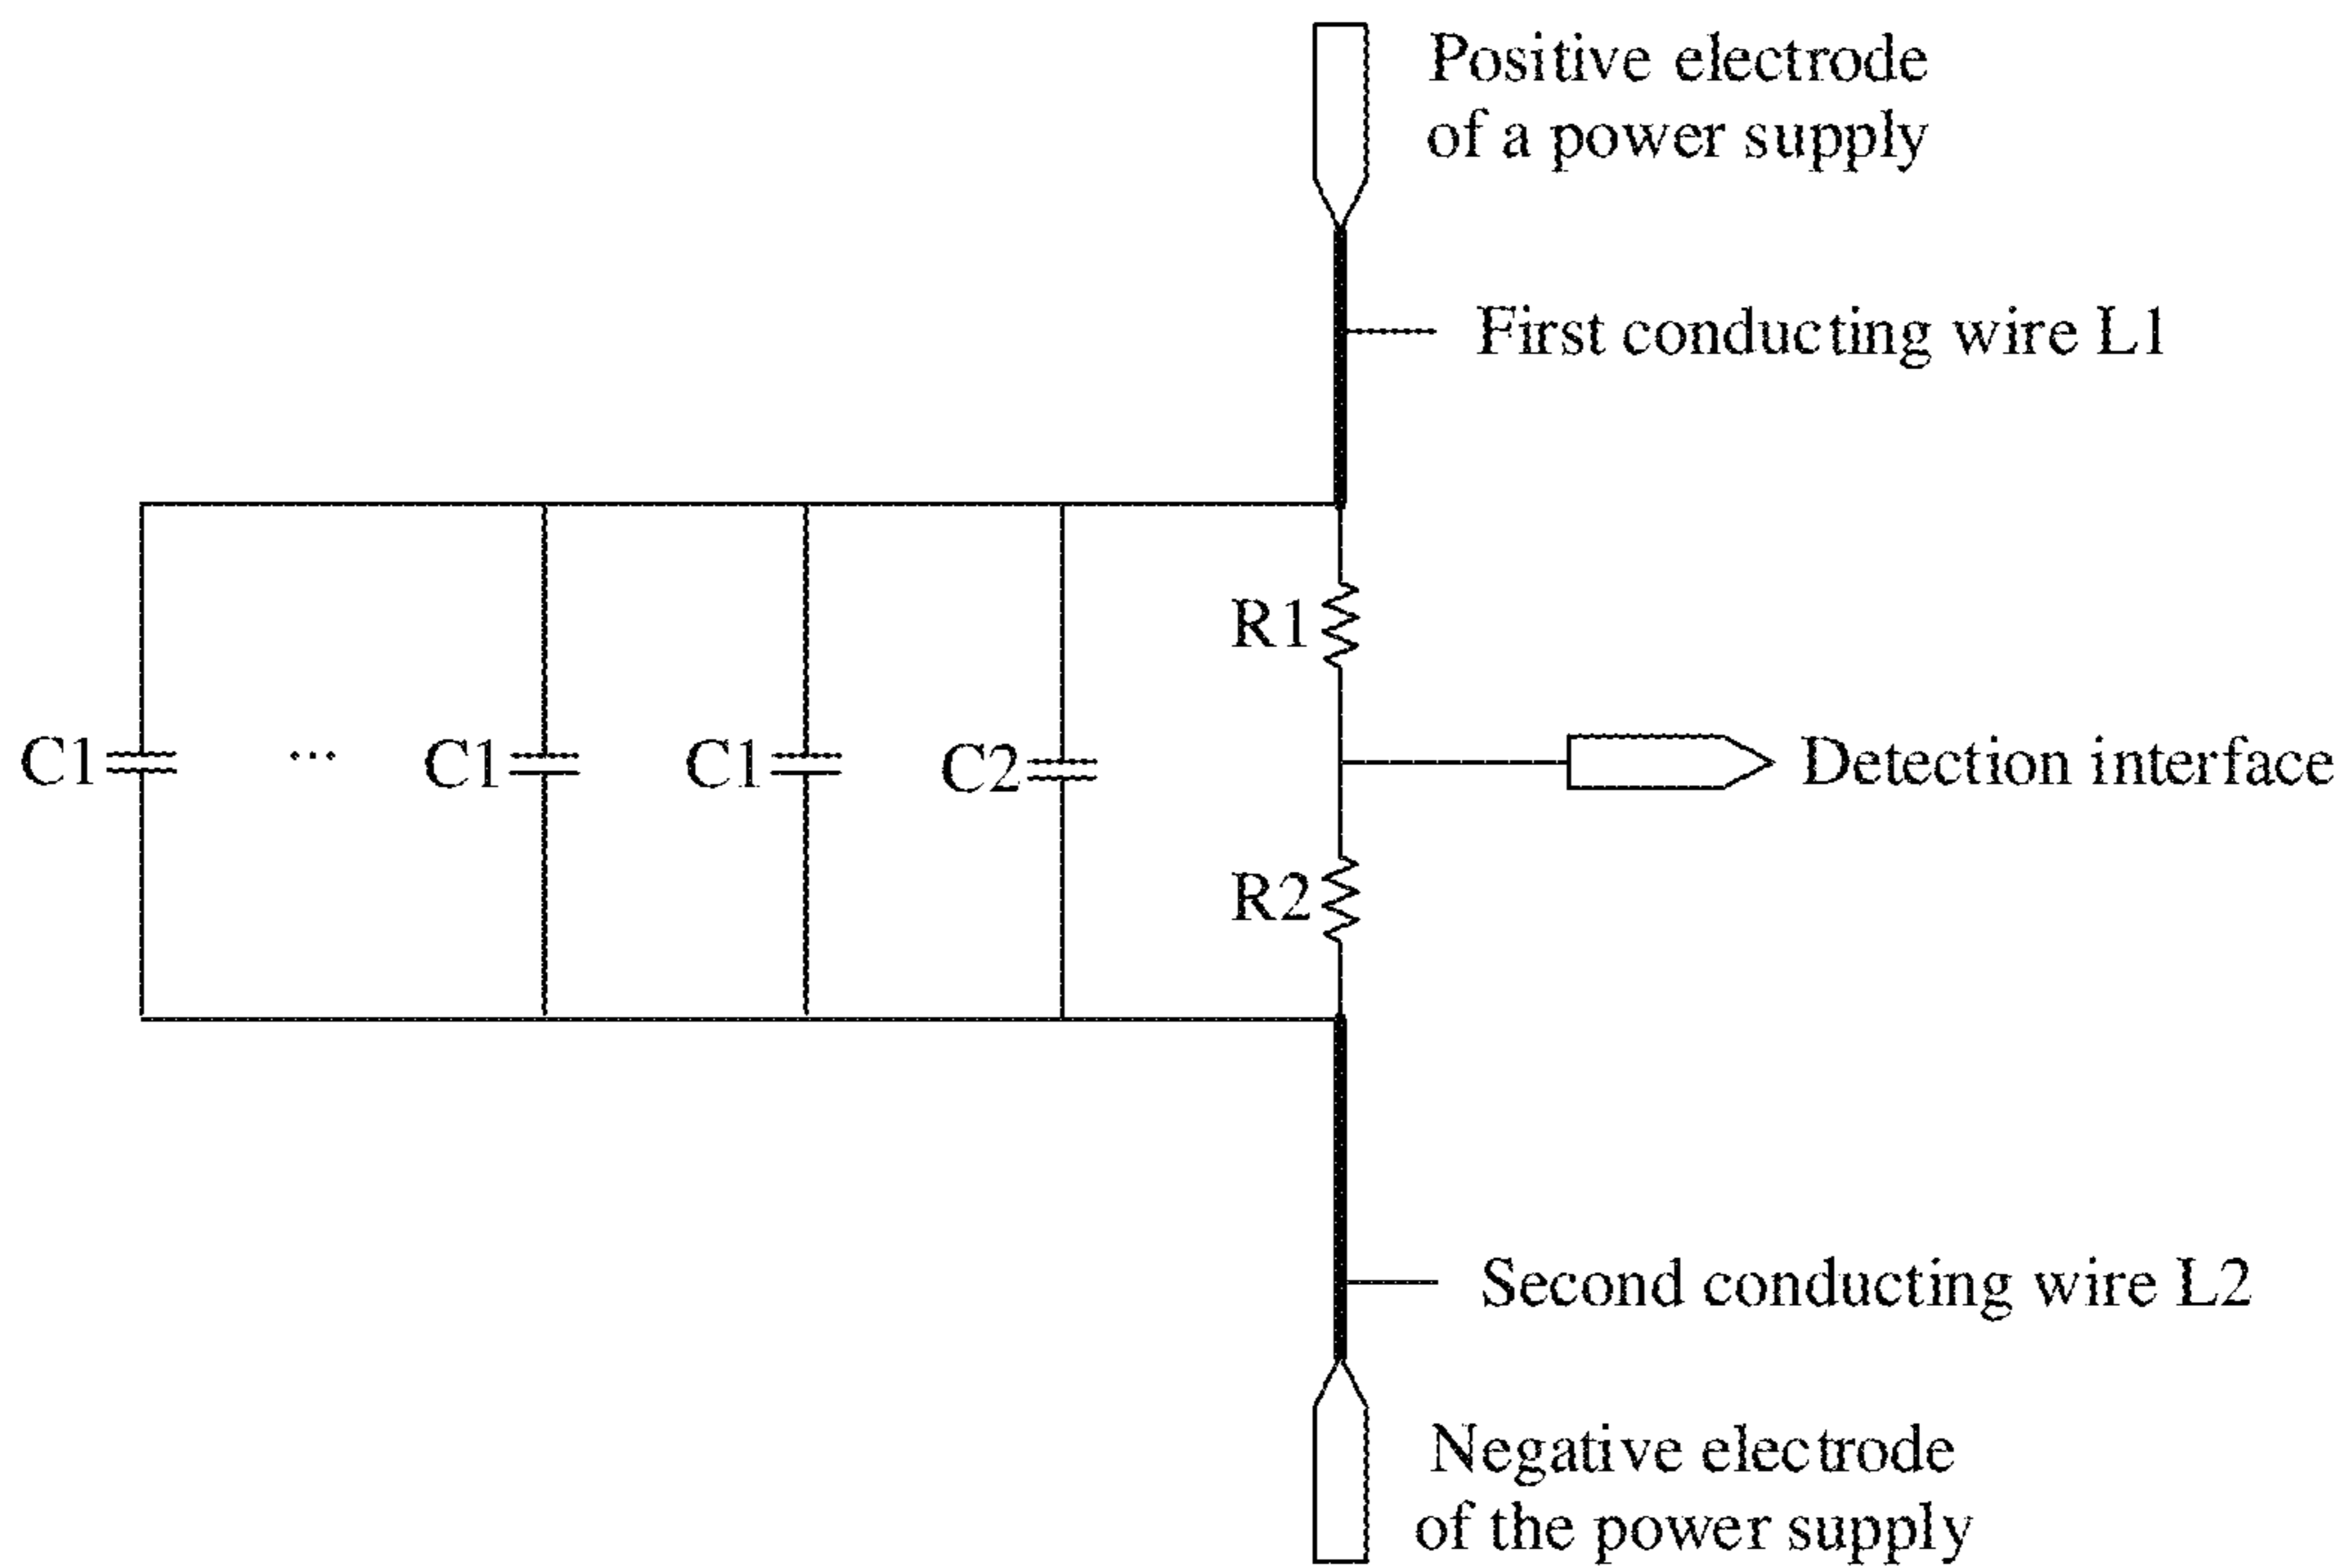 Positive electrode
of a power supply
First conducting wire L1
R1
C1 ... C1 C1 C2
Detection interface
R2
Second conducting wire L2
Negative electrode
of the power supply